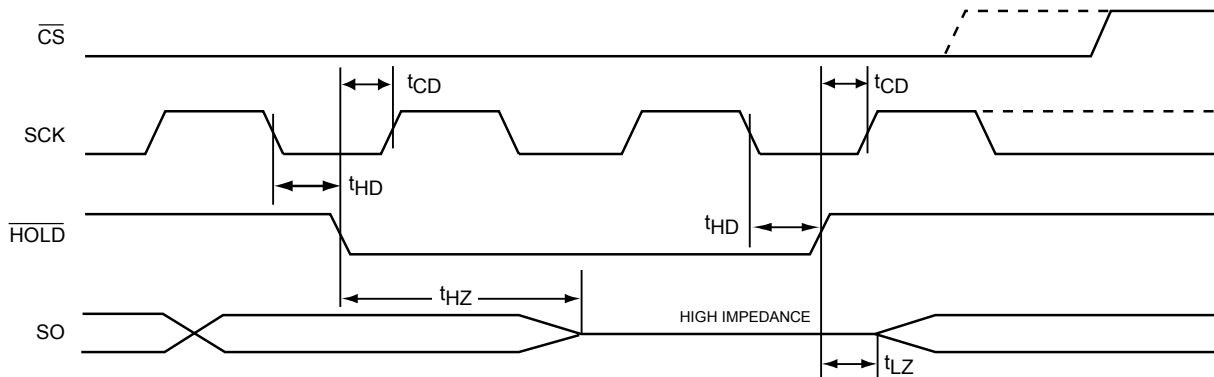 CS
tCD
tCD
SCK
tHD
HOLD
tHD
tHZ
HIGH IMPEDANCE
SO
tLZ